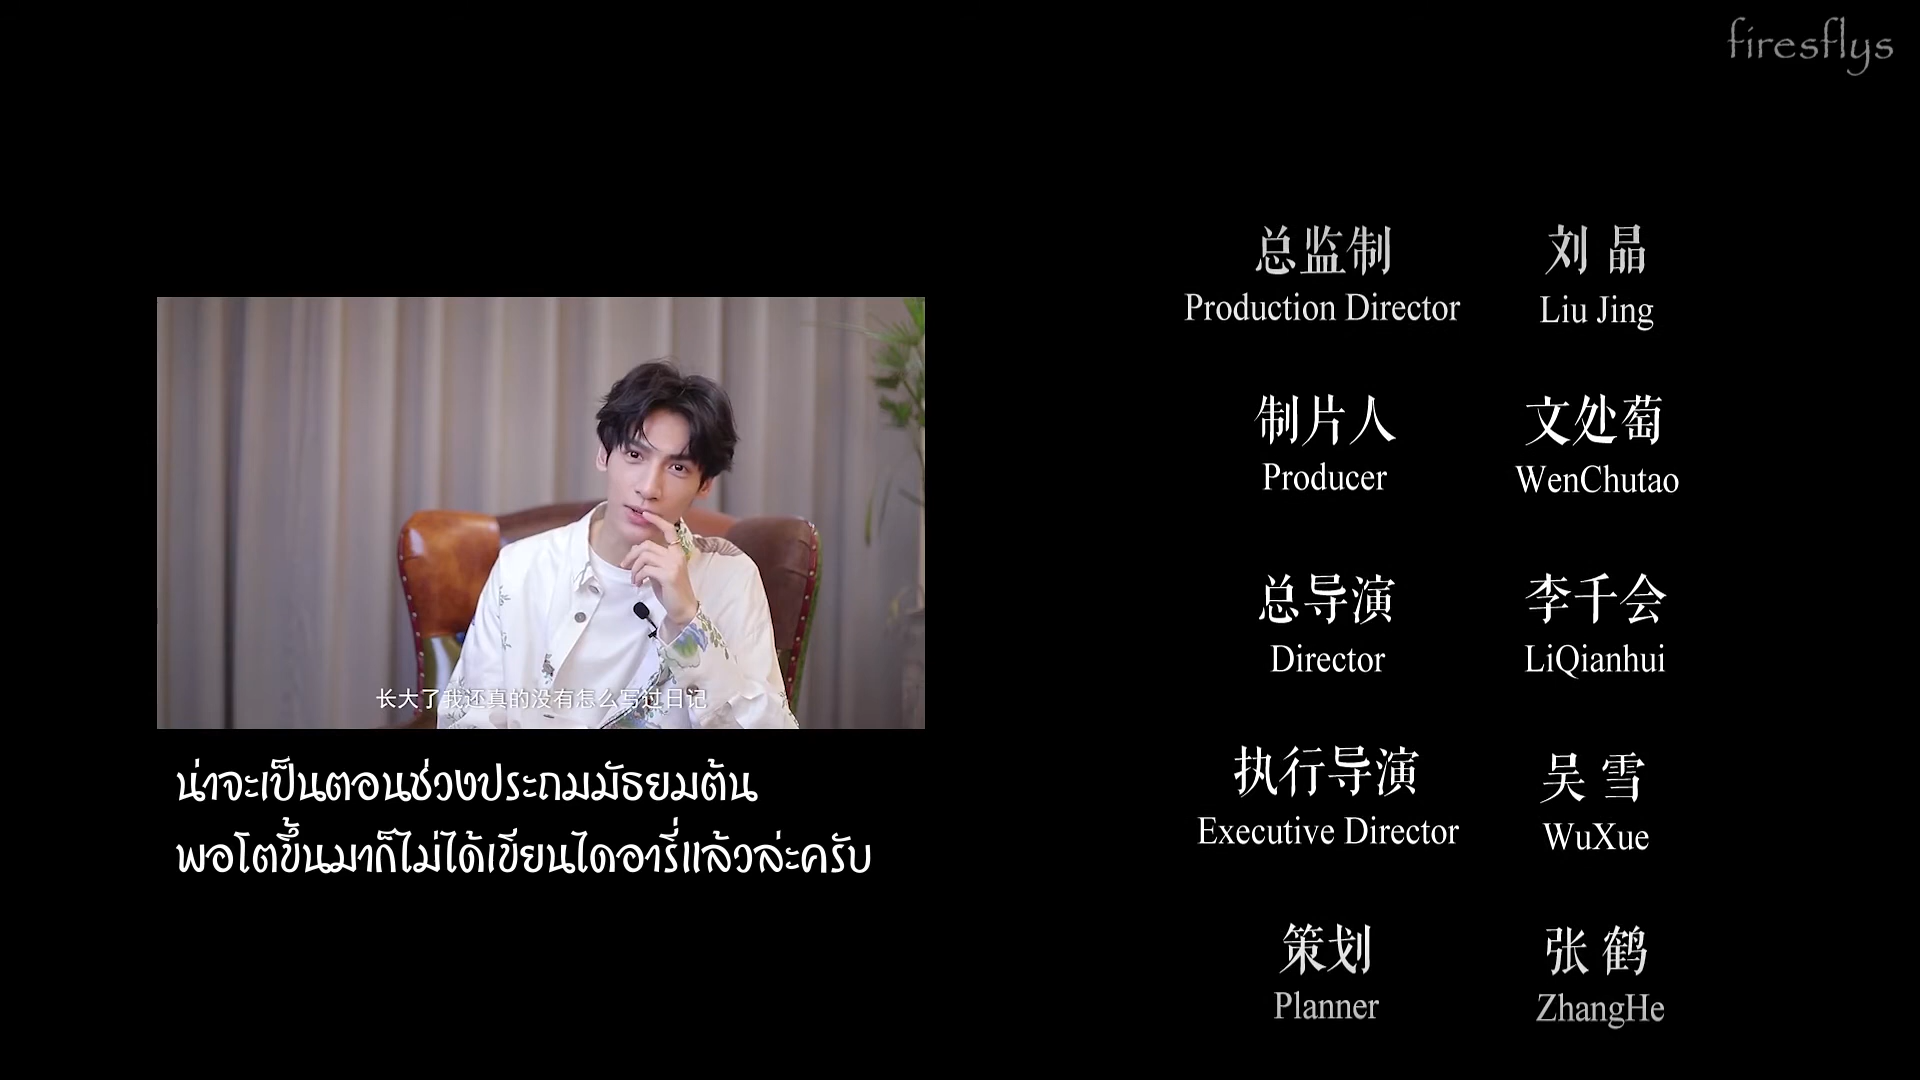 firesflys
总监制 刘晶
Production Director Liu Jing
制片人 文处萄
Producer WenChutao
总导演 李千会
Director LiQianhui
执行导演 吴雪
Executive Director WuXue
策划 张鹤
Planner ZhangHe
长大了我还真的没有怎么写过日记
น่าจะเป็นตอนช่วงประถมมัธยมต้น
พอโตขึ้นมาก็ไม่ได้เขียนไดอารี่แล้วล่ะครับ